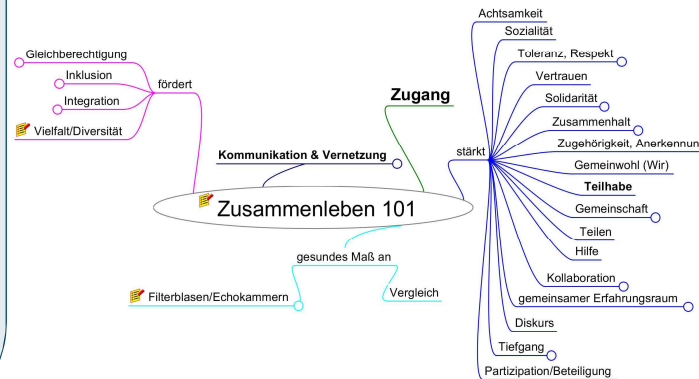 Gleichberechtigung
Inklusion
Integration
Vielfalt/Diversität
fördert
Zugang
Kommunikation & Vernetzung
Zusammenleben 101
gesundes Maß an
Filterblasen/Echokammern
Vergleich
stärkt
Achtsamkeit
Sozialität
Toleranz, Respekt
Vertrauen
Solidarität
Zusammenhalt
Zugehörigkeit, Anerkennun
Gemeinwohl (Wir)
Teilhabe
Gemeinschaft
Teilen
Hilfe
Kollaboration
gemeinsamer Erfahrungsraum
Diskurs
Tiefgang
Partizipation/Beteiligung